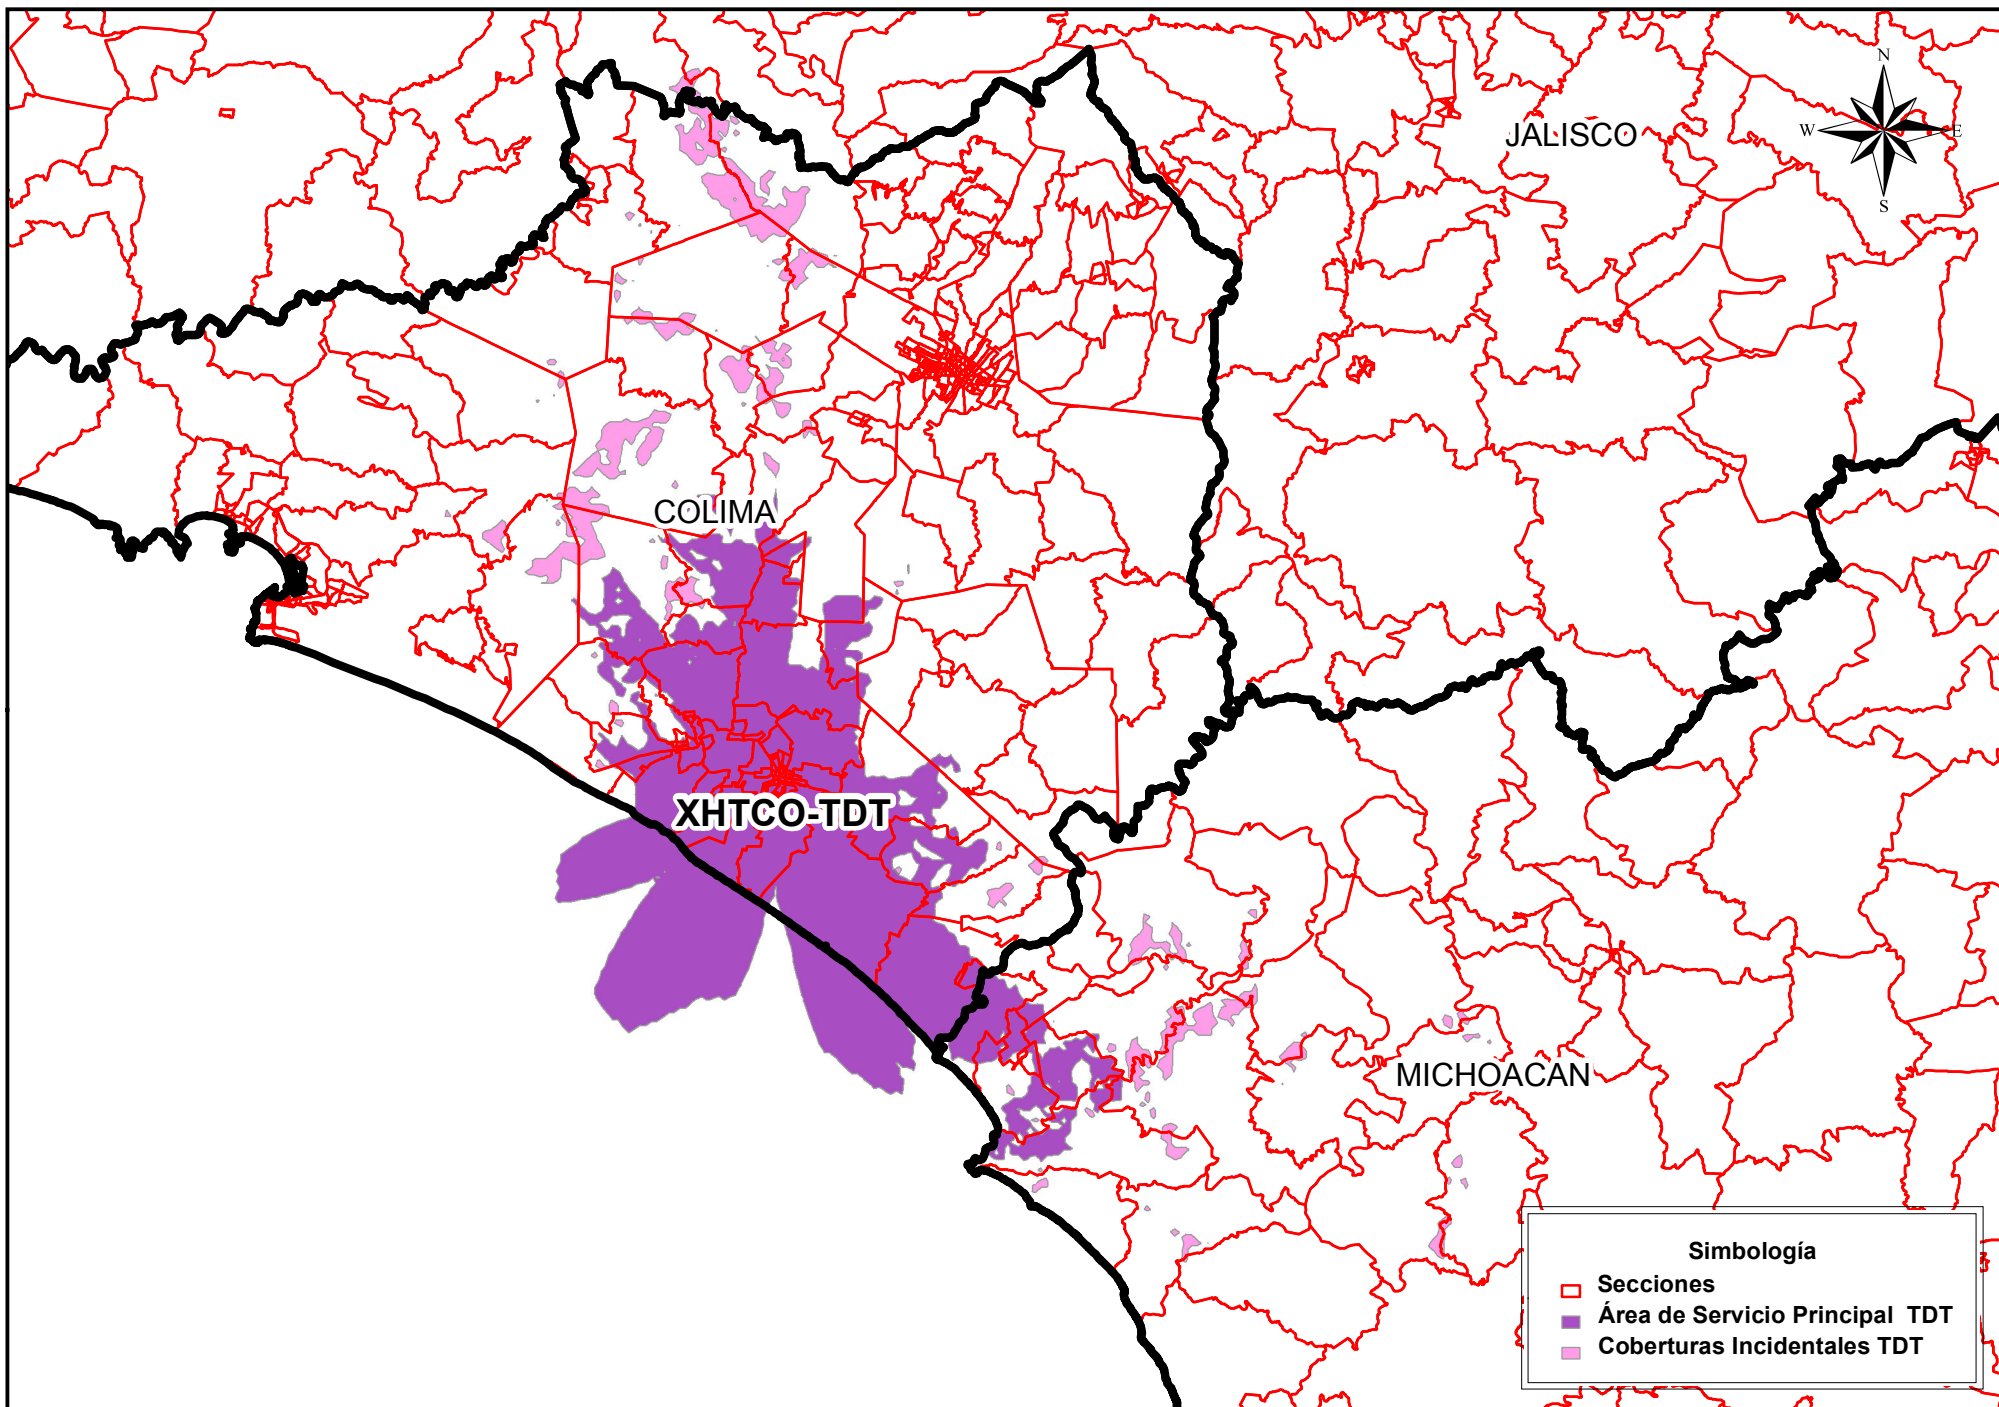 N
JALISCO
W
E
S
COLIMA
XHTCO-TDT
MICHOACAN
Simbología
Secciones
Área de Servicio Principal TDT
Coberturas Incidentales TDT